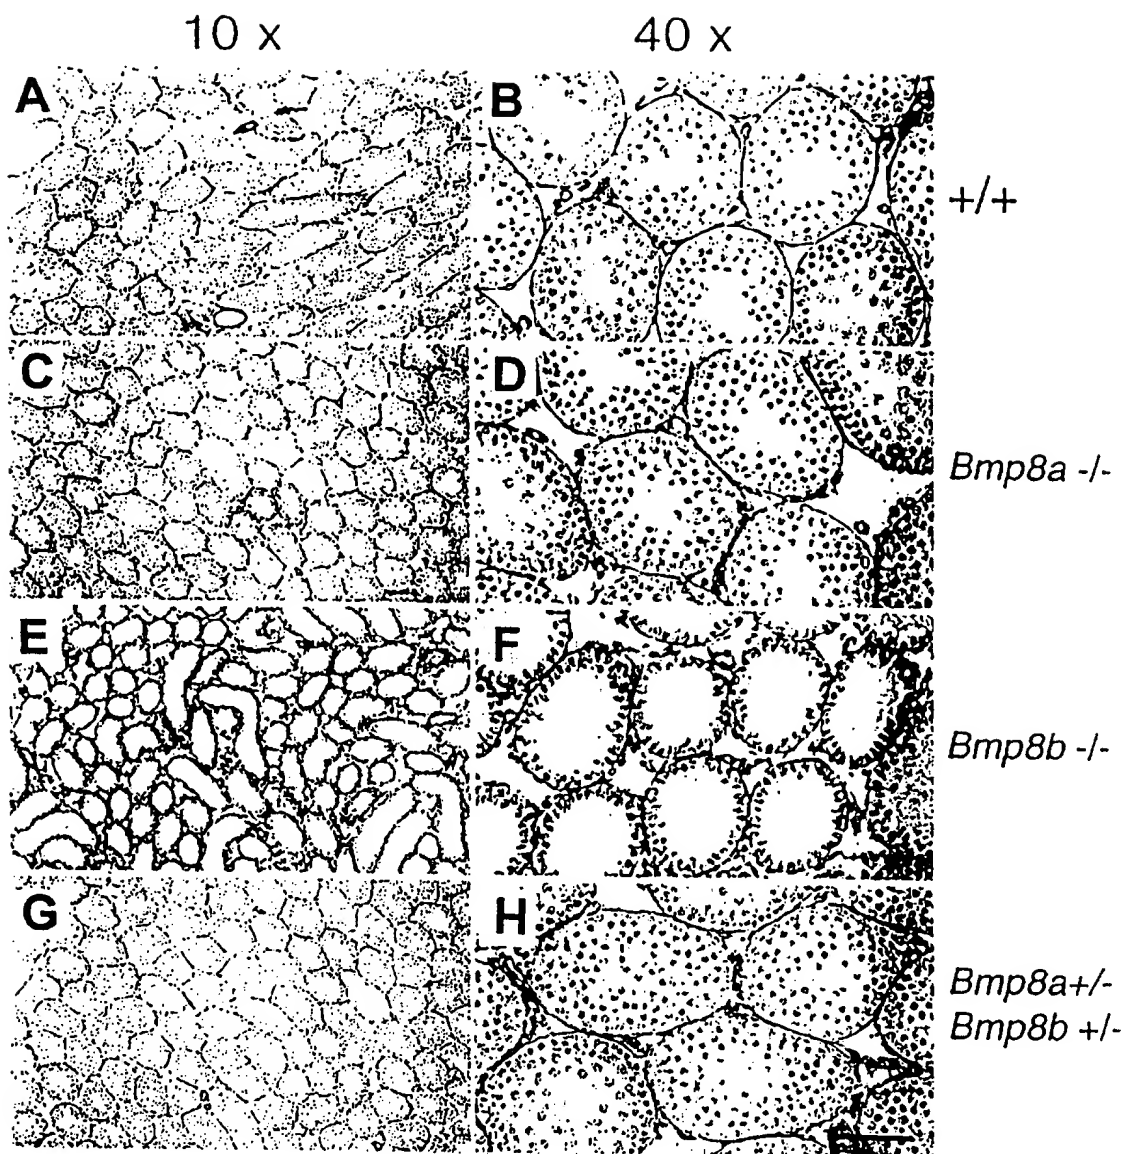 10 x 40 x
A B
+/+
C D
Bmp8a -/-
E F
Bmp8b -/-
G H
Bmp8a+/-
Bmp8b +/-